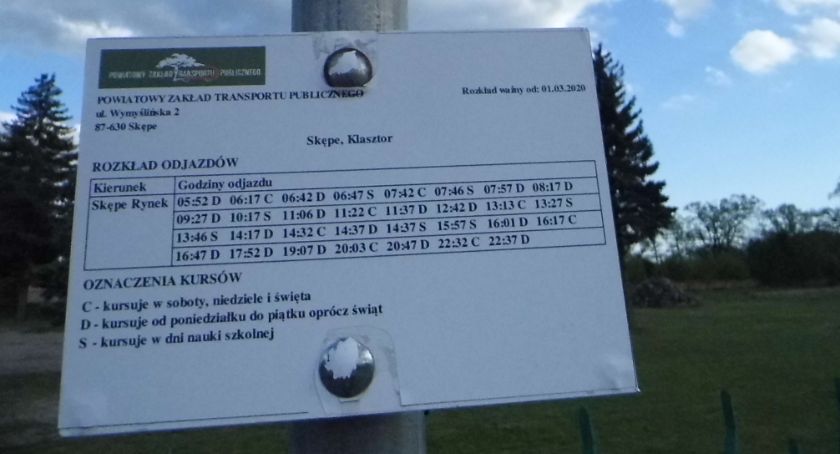 POWIATOWY ZAKŁAD TRANSPORTU PUBLICZNEGO
POWIATOWY ZAKŁAD TRANSPORTU PUBLICZNEGO
ul. Wymyślińska 2
87-630 Skępe
Rozkład ważny od: 01.03.2020
Skępe, Klasztor
ROZKŁAD ODJAZDÓW
Kierunek Godziny odjazdu
Skępe Rynek 05:52 D 06:17 C 06:42 D 06:47 S 07:42 C 07:46 S 07:57 D 08:17 D
09:27 D 10:17 S 11:06 D 11:22 C 11:37 D 12:42 D 13:13 C 13:27 S
13:46 S 14:17 D 14:32 C 14:37 D 14:37 S 15:57 S 16:01 D 16:17 C
16:47 D 17:52 D 19:07 D 20:03 C 20:47 D 22:32 C 22:37 D
OZNACZENIA KURSÓW
C - kursuje w soboty, niedziele i święta
D - kursuje od poniedziałku do piątku oprócz świąt
S - kursuje w dni nauki szkolnej